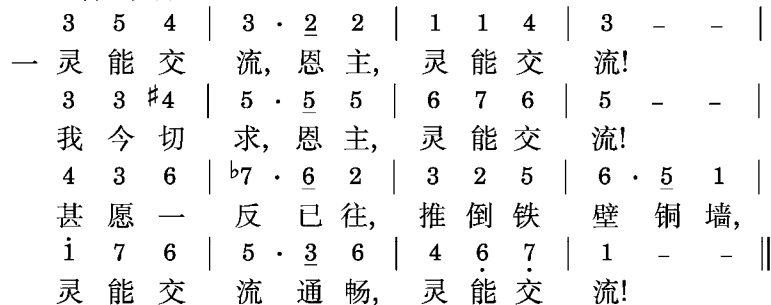 3 5 4 | 3 · 2 2 | 1 1 4 | 3 – – |
一 灵 能 交 流, 恩 主, 灵 能 交 流!
3 3 ♯4 | 5 · 5 5 | 6 7 6 | 5 – – |
我 今 切 求, 恩 主, 灵 能 交 流!
4 3 6 | ♭7 · 6 2 | 3 2 5 | 6 · 5 1 |
甚 愿 一 反 已 往, 推 倒 铁 壁 铜 墙,
i 7 6 | 5 · 3 6 | 4 6 7 | 1 – – ‖
灵 能 交 流 通 畅, 灵 能 交 流!